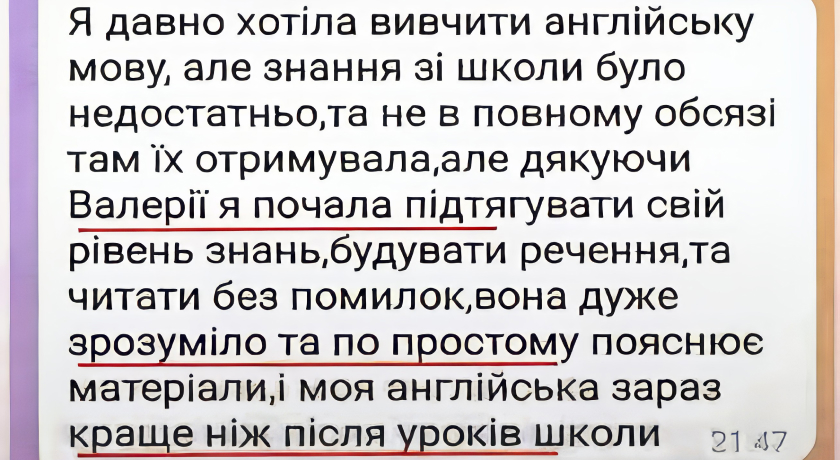 Я давно хотіла вивчити англійську
мову, але знання зі школи було
недостатньо,та не в повному обсязі
там їх отримувала,але дякуючи
Валерії я почала підтягувати свій
рівень знань,будувати речення,та
читати без помилок,вона дуже
зрозуміло та по простому пояснює
матеріали,і моя англійська зараз
краще ніж після уроків школи